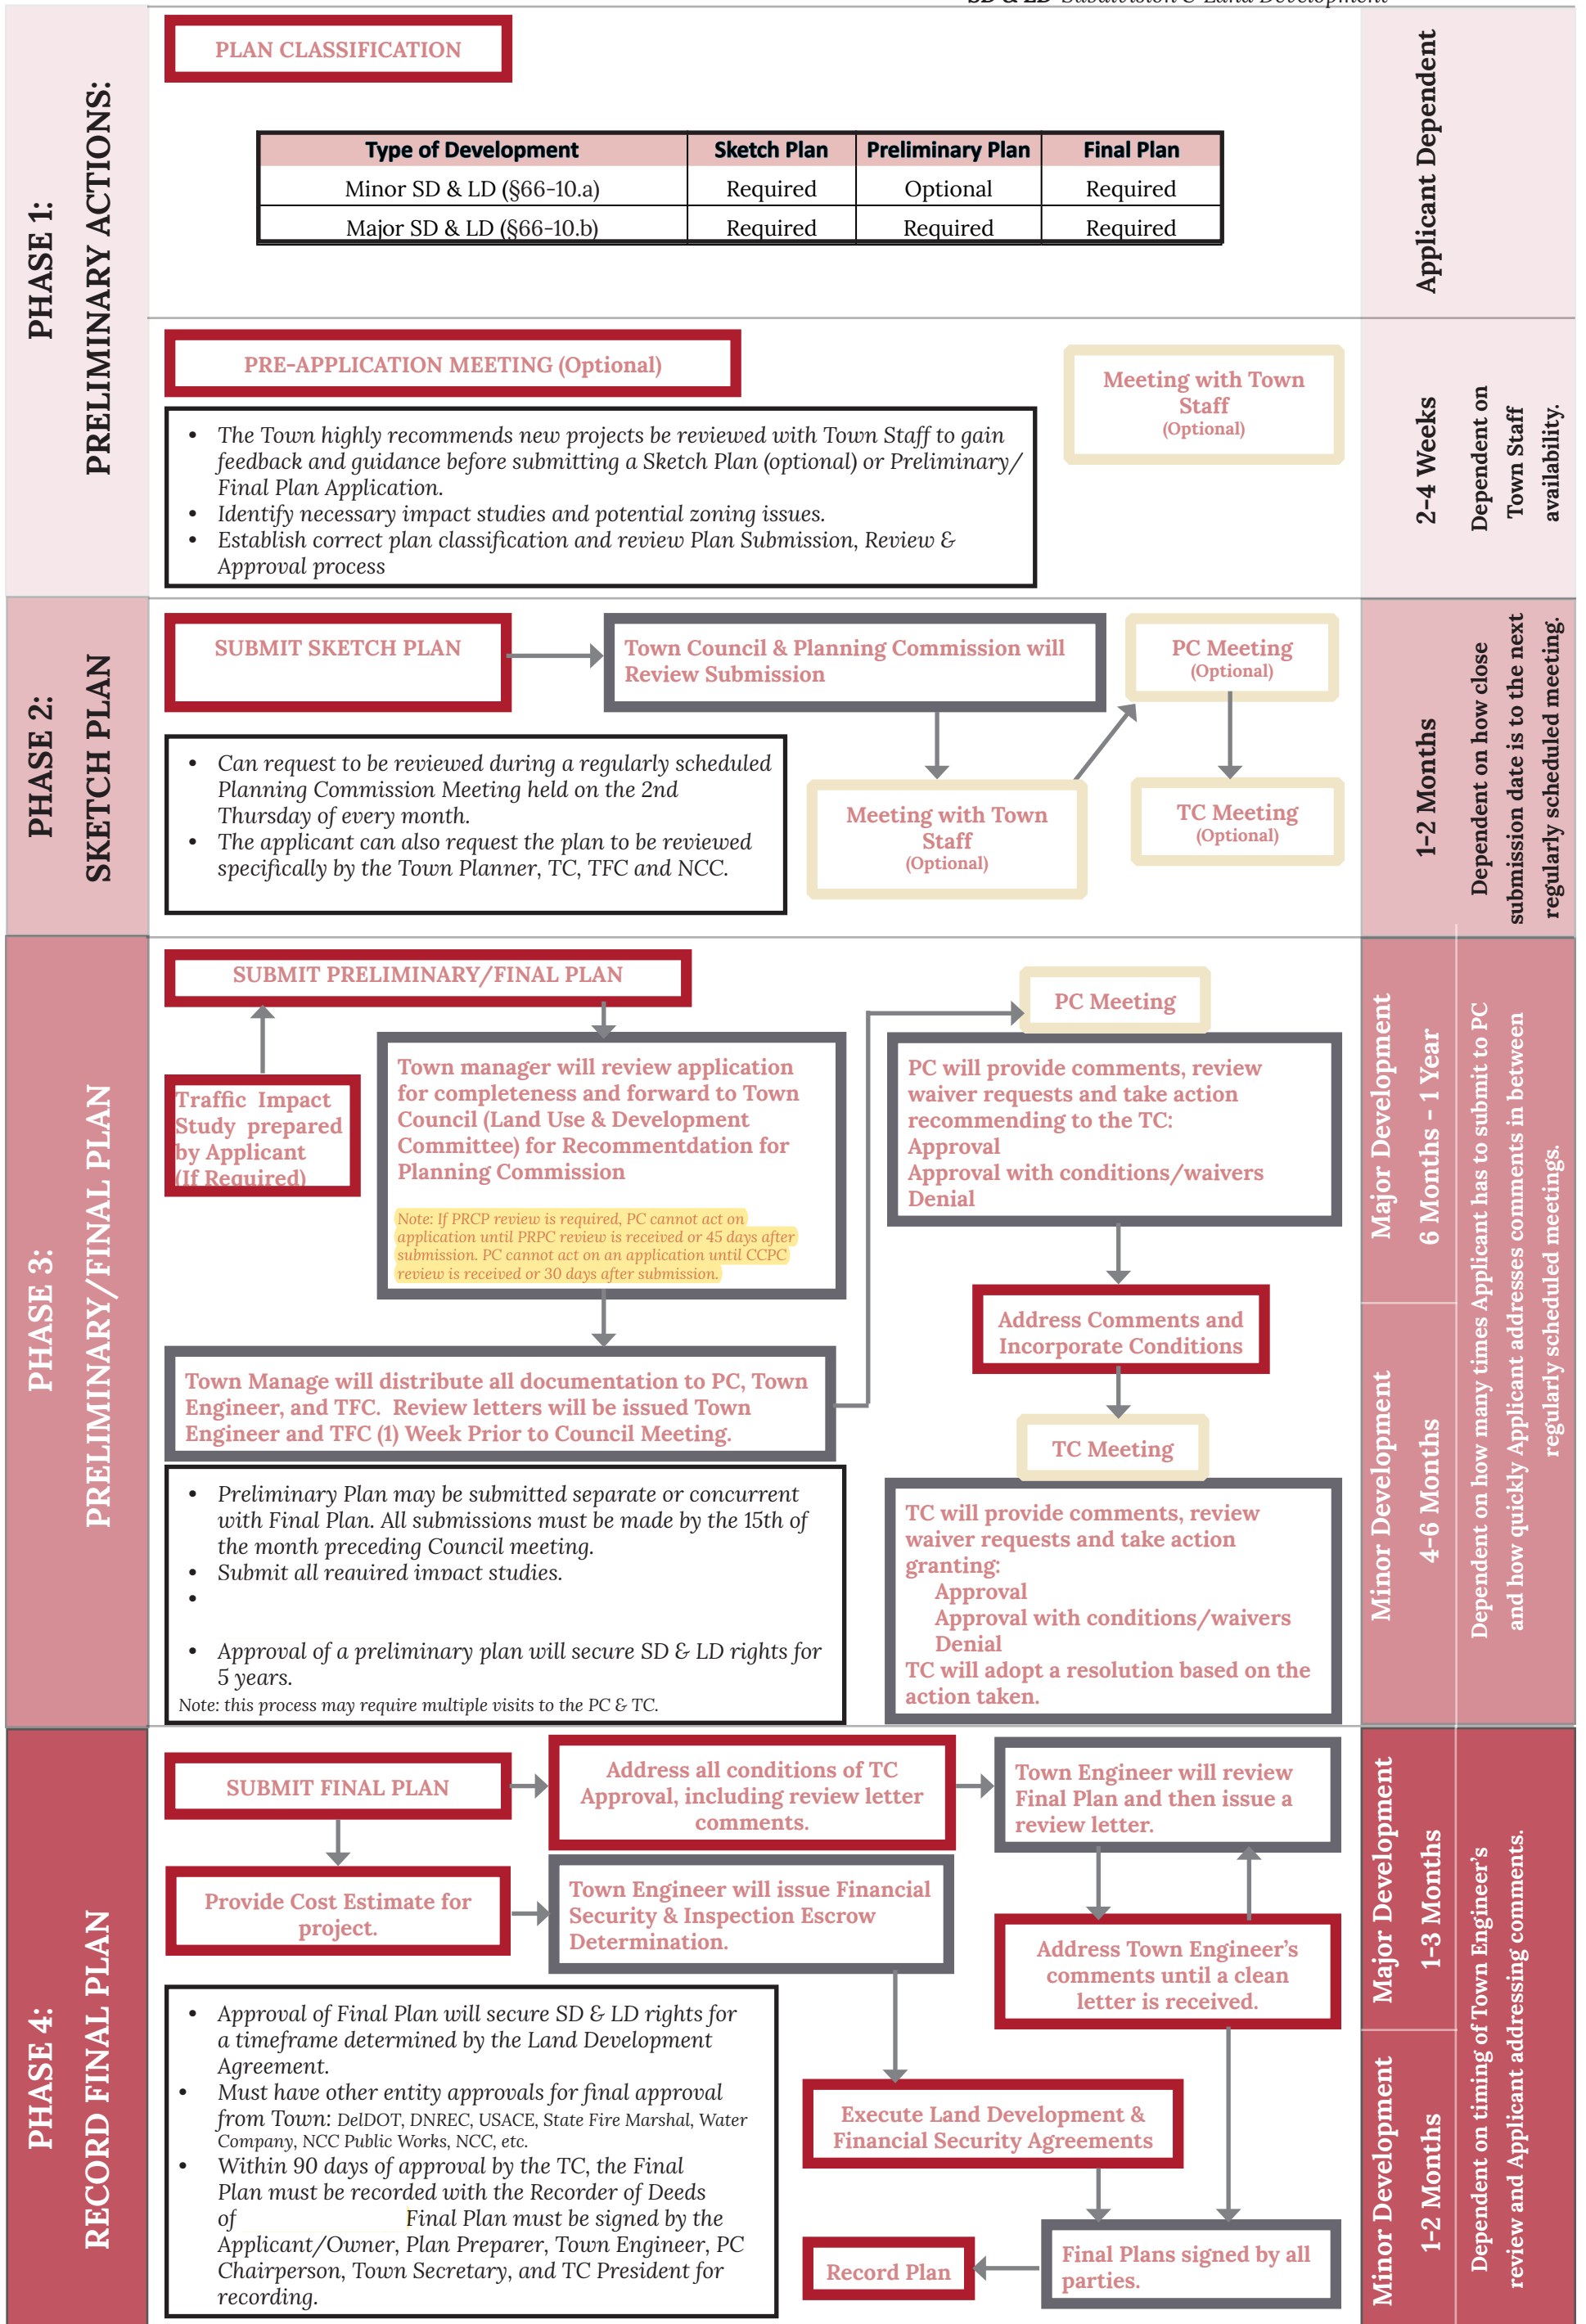 SD & LD Subdivision & Land Development
PHASE 1:
PRELIMINARY ACTIONS:
PLAN CLASSIFICATION
Type of Development Sketch Plan Preliminary Plan Final Plan
Minor SD & LD (§66-10.a) Required Optional Required
Major SD & LD (§66-10.b) Required Required Required
Applicant Dependent
PRE-APPLICATION MEETING (Optional)
• The Town highly recommends new projects be reviewed with Town Staff to gain
feedback and guidance before submitting a Sketch Plan (optional) or Preliminary/
Final Plan Application.
• Identify necessary impact studies and potential zoning issues.
• Establish correct plan classification and review Plan Submission, Review &
Approval process
Meeting with Town
Staff
(Optional)
2-4 Weeks
Dependent on
Town Staff
availability.
PHASE 2:
SKETCH PLAN
SUBMIT SKETCH PLAN
Town Council & Planning Commission will
Review Submission
PC Meeting
(Optional)
• Can request to be reviewed during a regularly scheduled
Planning Commission Meeting held on the 2nd
Thursday of every month.
• The applicant can also request the plan to be reviewed
specifically by the Town Planner, TC, TFC and NCC.
Meeting with Town
Staff
(Optional)
TC Meeting
(Optional)
1-2 Months
Dependent on how close
submission date is to the next
regularly scheduled meeting.
PHASE 3:
PRELIMINARY/FINAL PLAN
SUBMIT PRELIMINARY/FINAL PLAN
Traffic Impact
Study prepared
by Applicant
(If Required)
Town manager will review application
for completeness and forward to Town
Council (Land Use & Development
Committee) for Recommentdation for
Planning Commission
Note: If PRCP review is required, PC cannot act on
application until PRPC review is received or 45 days after
submission. PC cannot act on an application until CCPC
review is received or 30 days after submission.
Town Manage will distribute all documentation to PC, Town
Engineer, and TFC. Review letters will be issued Town
Engineer and TFC (1) Week Prior to Council Meeting.
• Preliminary Plan may be submitted separate or concurrent
with Final Plan. All submissions must be made by the 15th of
the month preceding Council meeting.
• Submit all required impact studies.
•
• Approval of a preliminary plan will secure SD & LD rights for
5 years.
Note: this process may require multiple visits to the PC & TC.
PC Meeting
PC will provide comments, review
waiver requests and take action
recommending to the TC:
Approval
Approval with conditions/waivers
Denial
Address Comments and
Incorporate Conditions
TC Meeting
TC will provide comments, review
waiver requests and take action
granting:
Approval
Approval with conditions/waivers
Denial
TC will adopt a resolution based on the
action taken.
Major Development
6 Months - 1 Year
Minor Development
4-6 Months
Dependent on how many times Applicant has to submit to PC
and how quickly Applicant addresses comments in between
regularly scheduled meetings.
PHASE 4:
RECORD FINAL PLAN
SUBMIT FINAL PLAN
Address all conditions of TC
Approval, including review letter
comments.
Town Engineer will review
Final Plan and then issue a
review letter.
Provide Cost Estimate for
project.
Town Engineer will issue Financial
Security & Inspection Escrow
Determination.
Address Town Engineer's
comments until a clean
letter is received.
• Approval of Final Plan will secure SD & LD rights for
a timeframe determined by the Land Development
Agreement.
• Must have other entity approvals for final approval
from Town: DelDOT, DNREC, USACE, State Fire Marshal, Water
Company, NCC Public Works, NCC, etc.
• Within 90 days of approval by the TC, the Final
Plan must be recorded with the Recorder of Deeds
of Final Plan must be signed by the
Applicant/Owner, Plan Preparer, Town Engineer, PC
Chairperson, Town Secretary, and TC President for
recording.
Execute Land Development &
Financial Security Agreements
Record Plan
Final Plans signed by all
parties.
Major Development
1-3 Months
Minor Development
1-2 Months
Dependent on timing of Town Engineer's
review and Applicant addressing comments.